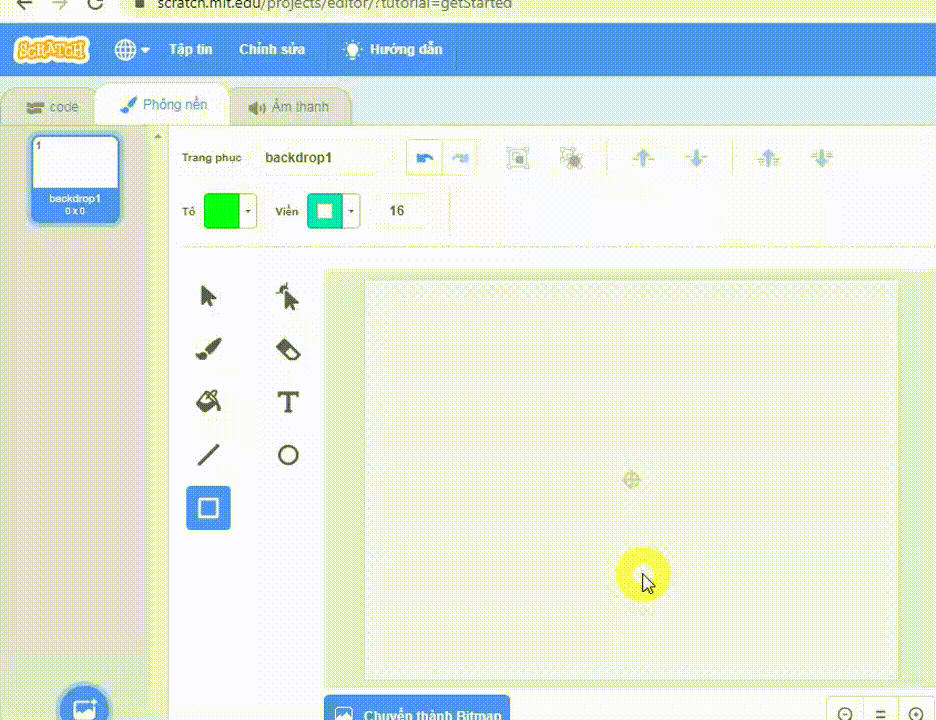 scratch.mit.edu/projects/editor/?tutorial=getStarted
SCRATCH
Tập tin
Chỉnh sửa
Hướng dẫn
code
Phông nền
Âm thanh
1
backdrop1
0 x 0
Trang phục
backdrop1
Tô
Viền
16
T
Chuyển thành Bitmap